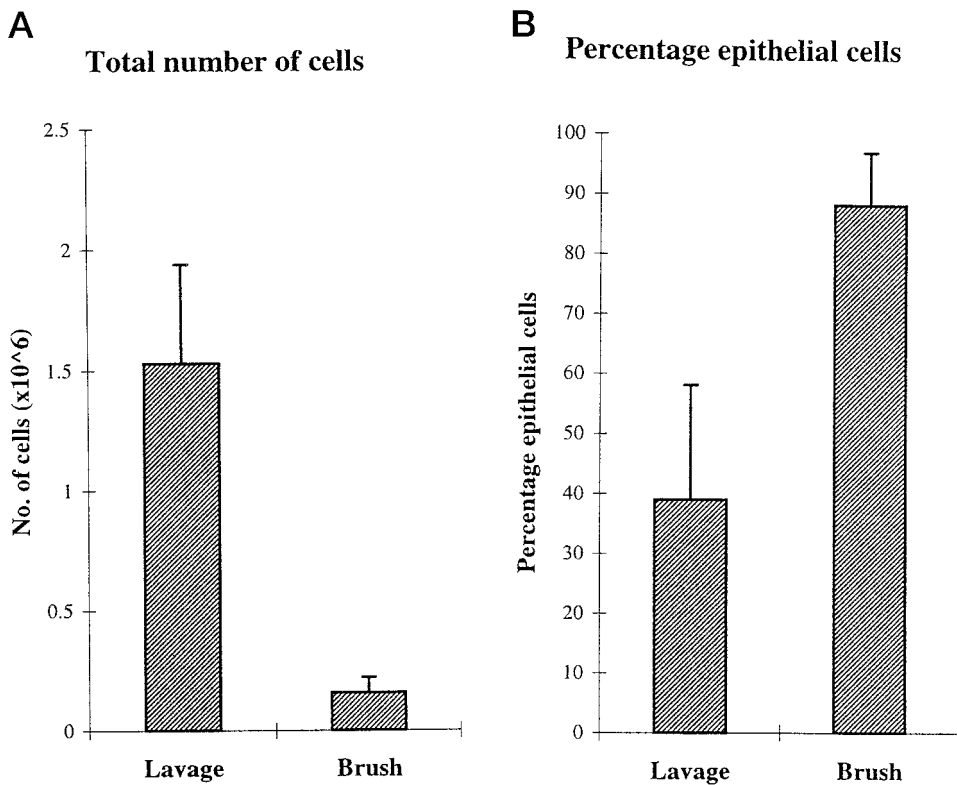 A
Total number of cells
2.5
2
1.5
1
0.5
0
No. of cells (x10^6)
Lavage
Brush
B
Percentage epithelial cells
100
90
80
70
60
50
40
30
20
10
0
Percentage epithelial cells
Lavage
Brush